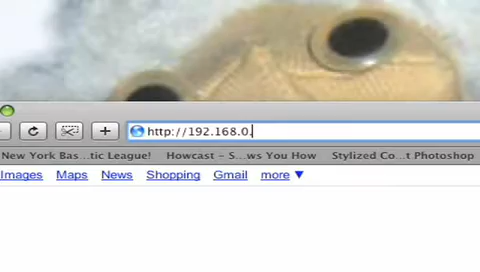 http://192.168.0.
New York Bas...tic League! Howcast – S...ws You How Stylized Co...t Photoshop
Images Maps News Shopping Gmail more ▼